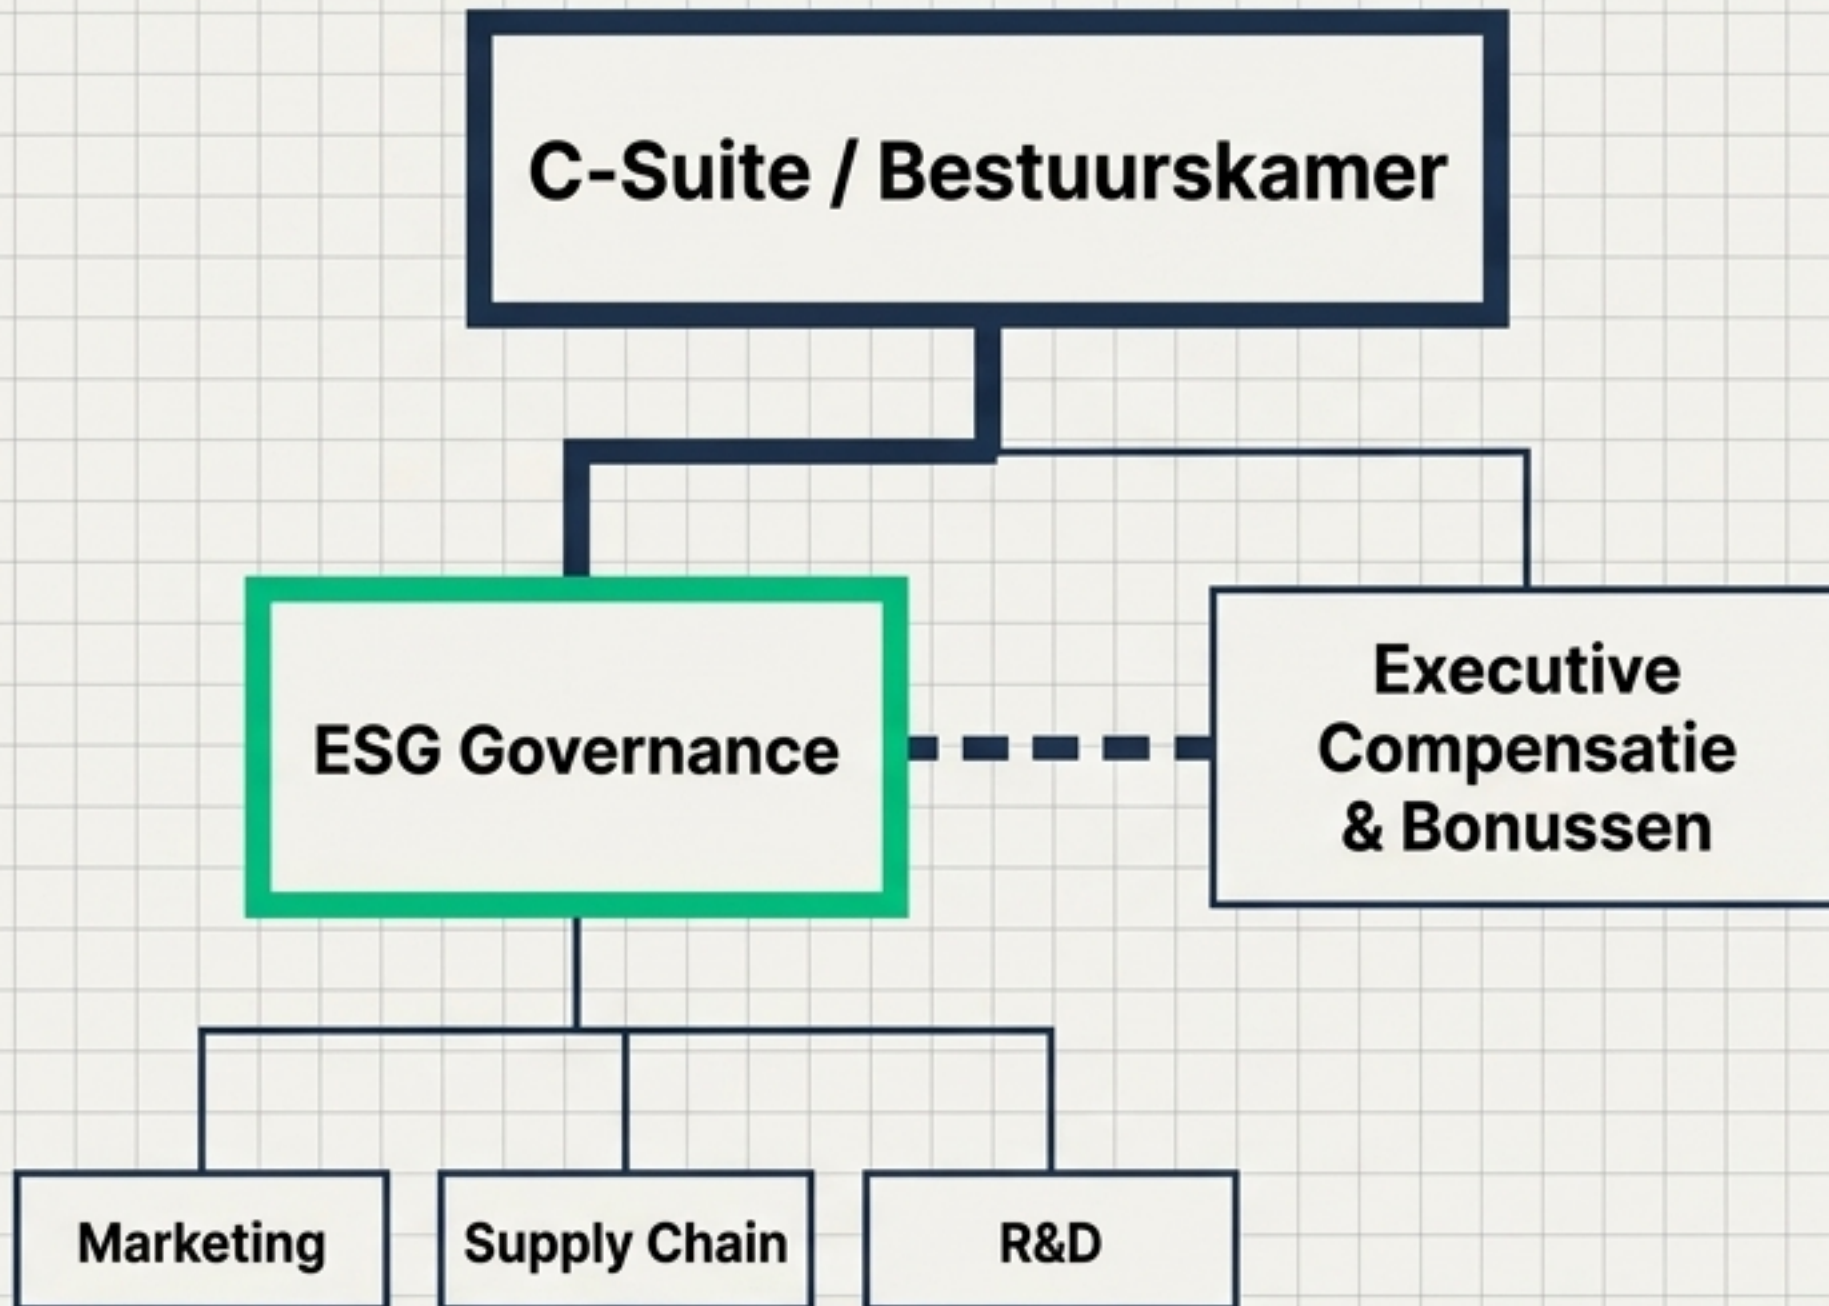 C-Suite / Bestuurskamer
ESG Governance
Executive
Compensatie
& Bonussen
Marketing
Supply Chain
R&D